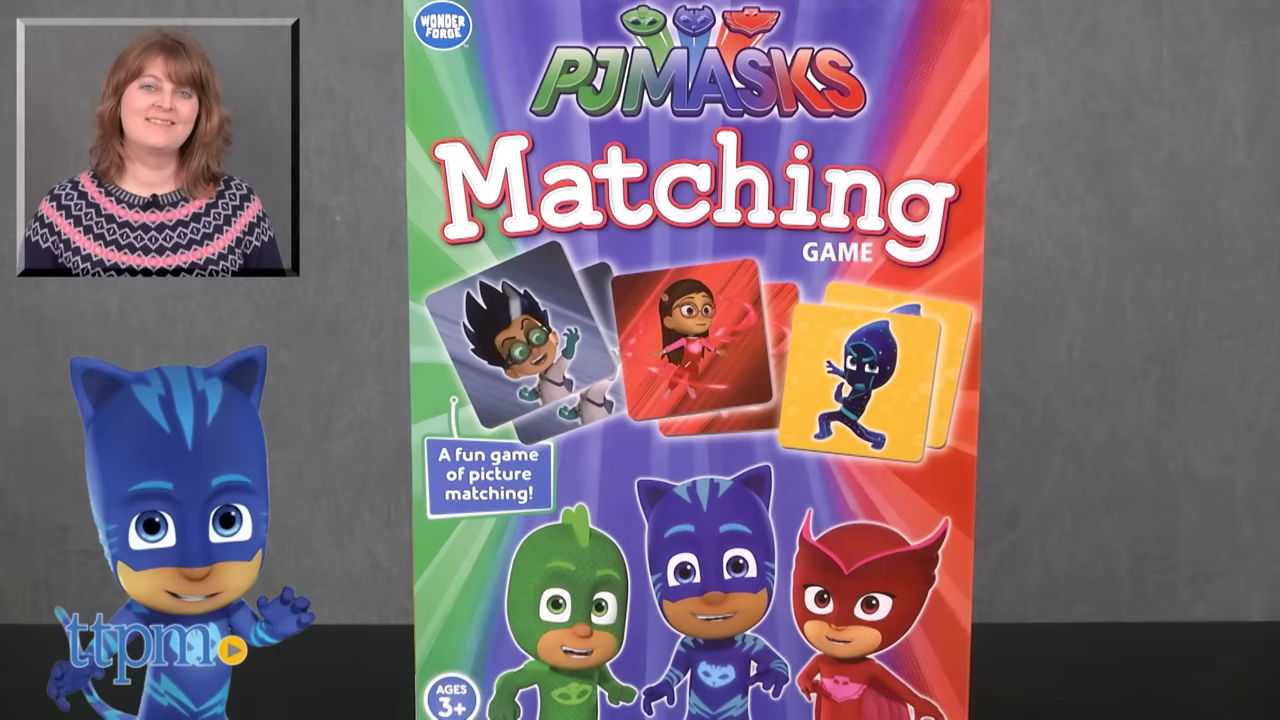 WONDER
FORGE
PJMASKS
Matching
GAME
A fun game
of picture
matching!
AGES
3+
ttpm